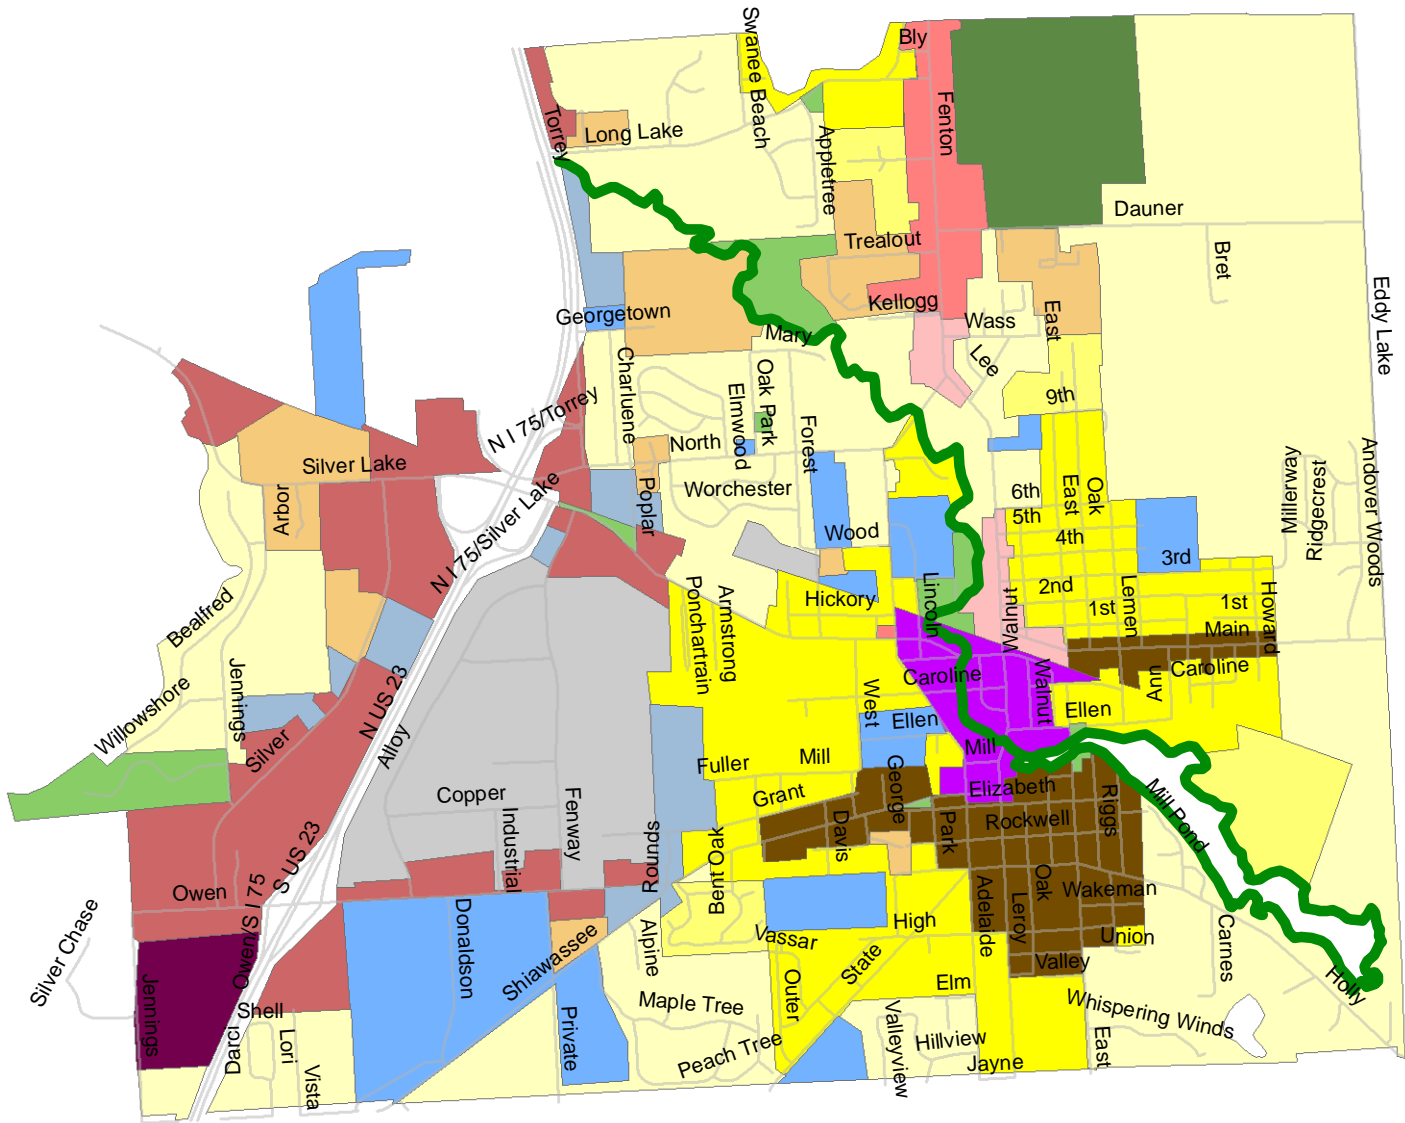 Swanee Beach
Bly
Fenton
Torrey
Long Lake
Appletree
Dauner
Trealout
Bret
Eddy Lake
Georgetown
Kellogg
Mary
Wass
East
Lee
Charluene
Oak Park
Elmwood
9th
N I 75/Torrey
North
Forest
Silver Lake
Arbor
Worchester
Poplar
6th
East
Oak
5th
Millerway
Ridgecrest
Andover Woods
N I 75/Silver Lake
Wood
4th
3rd
Bealfred
Ponchartrain
Armstrong
Hickory
Lincoln
Walnut
2nd
1st
Lemen
1st
Howard
Main
Jennings
Willowshore
N US 23
Caroline
Walnut
Ann
Caroline
West
Ellen
Ellen
Silver
Alloy
Fuller
Mill
Mill
George
Elizabeth
Grant
Copper
Industrial
Fenway
Rounds
Davis
Park
Rockwell
Riggs
Mill Pond
S US 23
Bent Oak
Owen
Owen/S I 75
Oak
Wakeman
Adelaide
Leroy
Silver Chase
Donaldson
Shiawassee
Alpine
Vassar
High
Union
Carnes
State
Valley
Jennings
Shell
Outer
Elm
Holly
Maple Tree
Whispering Winds
Daron
Lori
Vista
Private
Peach Tree
Valleyview
Hillview
Jayne
East